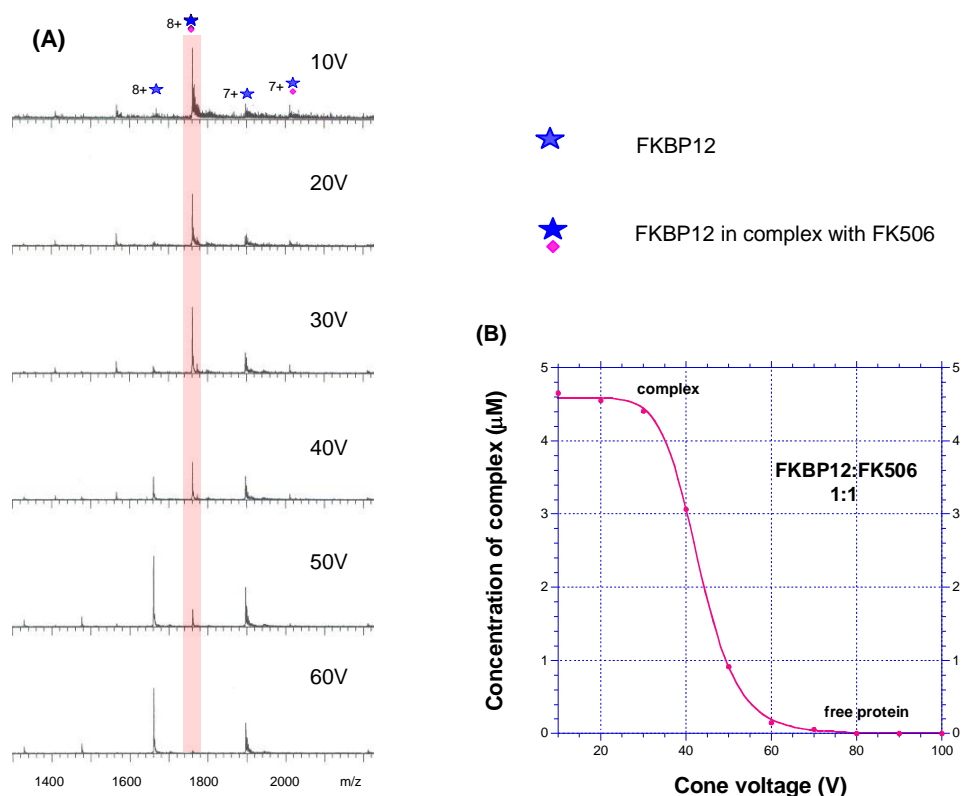 (A)
8+
8+
7+
7+
10V
20V
30V
40V
50V
60V
1400 1600 1800 2000 m/z
FKBP12
FKBP12 in complex with FK506
(B)
5 5
4 4
3 3
2 2
1 1
0 0
20 40 60 80 100
Concentration of complex (μM)
Cone voltage (V)
complex
FKBP12:FK506
1:1
free protein